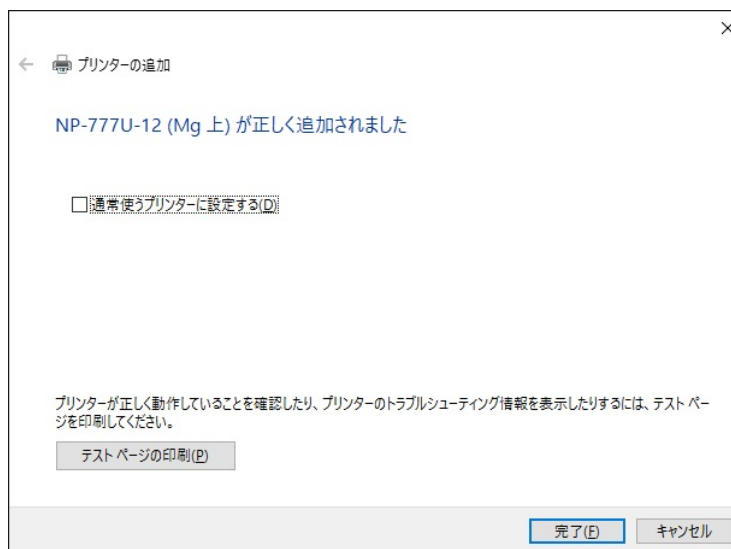 プリンターの追加
NP-777U-12 (Mg 上) が正しく追加されました
通常使うプリンターに設定する(D)
プリンターが正しく動作していることを確認したり、プリンターのトラブルシューティング情報を表示したりするには、テスト ペー
ジを印刷してください。
テスト ページの印刷(P)
完了(F)
キャンセル